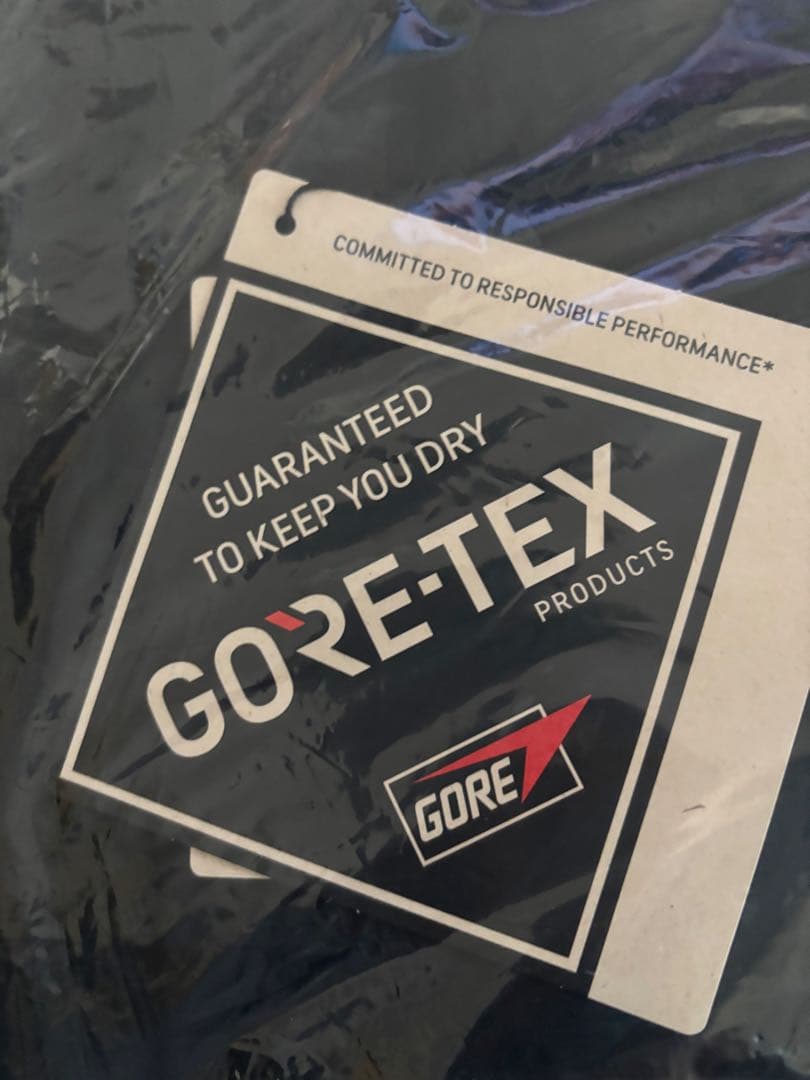 COMMITTED TO RESPONSIBLE PERFORMANCE*
GUARANTEED
TO KEEP YOU DRY
GORE-TEX
PRODUCTS
GORE